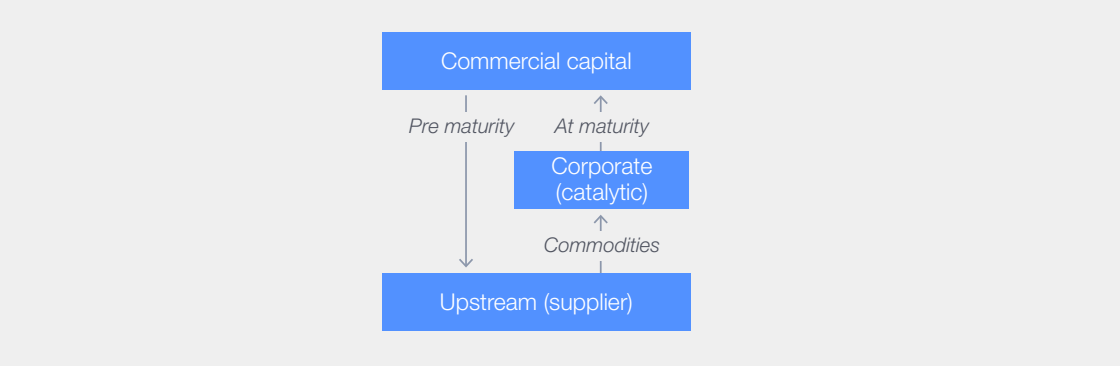 Commercial capital
Pre maturity
At maturity
Corporate
(catalytic)
Commodities
Upstream (supplier)